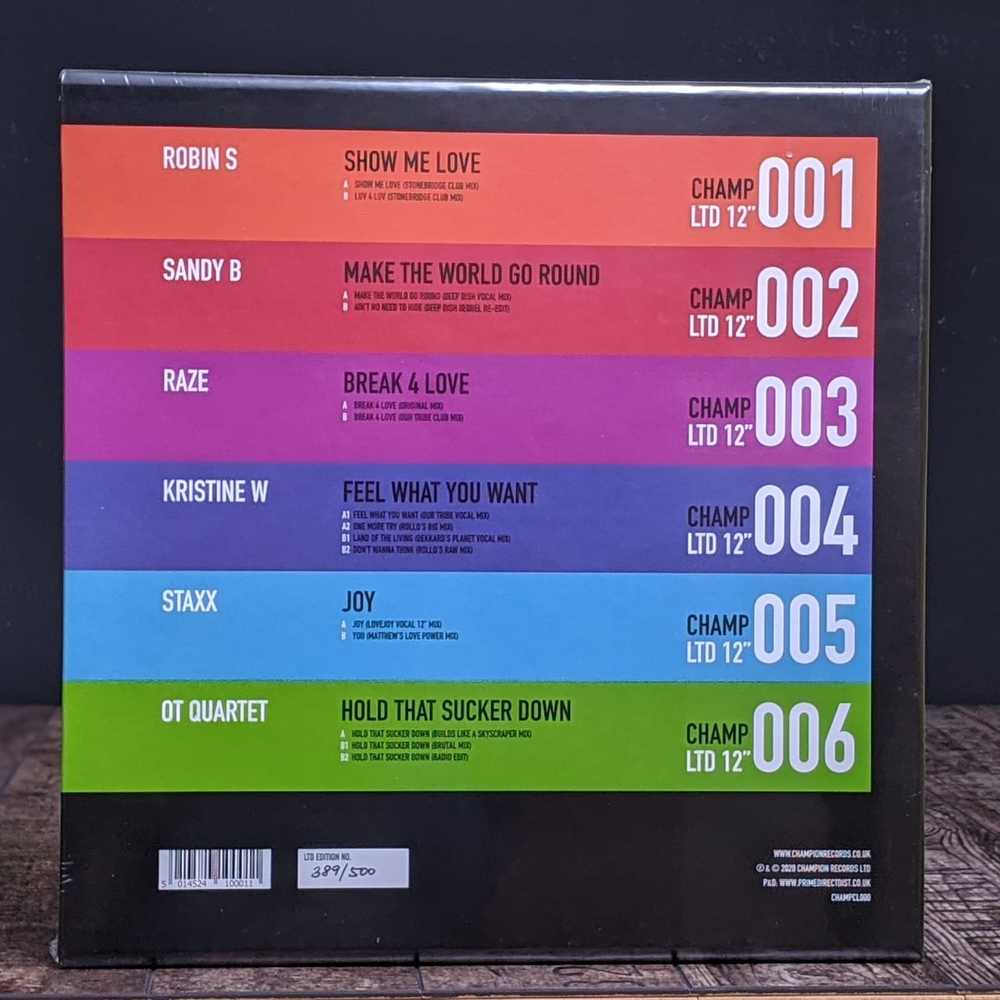 ROBIN S
SHOW ME LOVE
A SHOW ME LOVE (STONEBRIDGE CLUB MIX)
B LUV 4 LUV (STONEBRIDGE CLUB MIX)
CHAMP
LTD 12" 001
SANDY B
MAKE THE WORLD GO ROUND
A MAKE THE WORLD GO ROUND (DEEP DISH VOCAL MIX)
B AIN'T NO NEED TO HIDE (DEEP DISH SEQUEL RE-EDIT)
CHAMP
LTD 12" 002
RAZE
BREAK 4 LOVE
A BREAK 4 LOVE (ORIGINAL MIX)
B BREAK 4 LOVE (OUR TRIBE CLUB MIX)
CHAMP
LTD 12" 003
KRISTINE W
FEEL WHAT YOU WANT
A1 FEEL WHAT YOU WANT (OUR TRIBE VOCAL MIX)
A2 ONE MORE TRY (ROLLO'S BIG MIX)
B1 LAND OF THE LIVING (DEKKARD'S PLANET VOCAL MIX)
B2 DON'T WANNA THINK (ROLLO'S RAW MIX)
CHAMP
LTD 12" 004
STAXX
JOY
A JOY (LOVEJOY VOCAL 12" MIX)
B YOU (MATTHEW'S LOVE POWER MIX)
CHAMP
LTD 12" 005
OT QUARTET
HOLD THAT SUCKER DOWN
A HOLD THAT SUCKER DOWN (BUILDS LIKE A SKYSCRAPER MIX)
B1 HOLD THAT SUCKER DOWN (BRUTAL MIX)
B2 HOLD THAT SUCKER DOWN (RADIO EDIT)
CHAMP
LTD 12" 006
5 014524 100011
LTD EDITION NO.
389/500
WWW.CHAMPIONRECORDS.CO.UK
℗ & © 2020 CHAMPION RECORDS LTD
P&D: WWW.PRIMEDIRECTDIST.CO.UK
CHAMPCL000